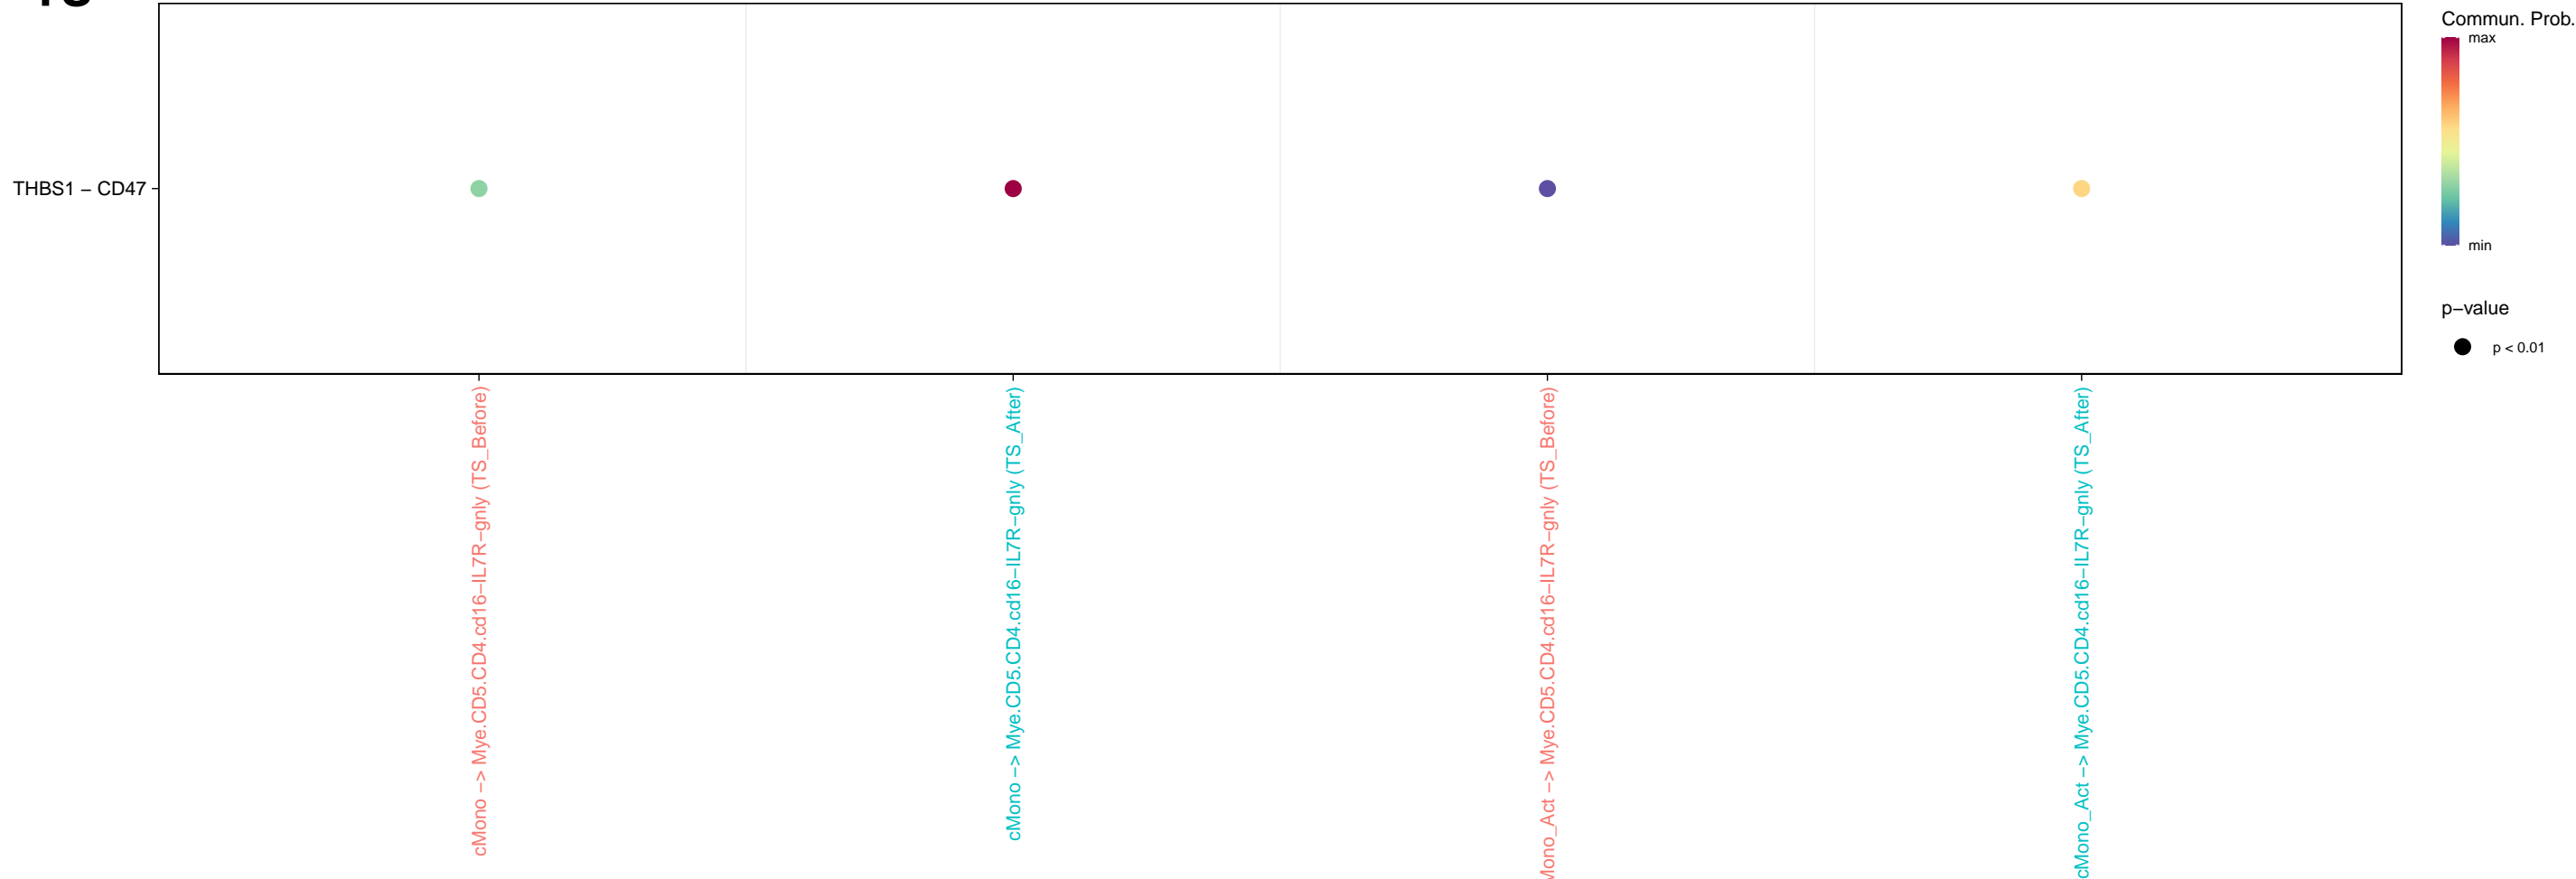 Commun. Prob.
max
min
THBS1 − CD47
p−value
p < 0.01
cMono −> Mye.CD5.CD4.cd16−IL7R−gnly (TS_Before)
cMono −> Mye.CD5.CD4.cd16−IL7R−gnly (TS_After)
Mono_Act −> Mye.CD5.CD4.cd16−IL7R−gnly (TS_Before)
cMono_Act −> Mye.CD5.CD4.cd16−IL7R−gnly (TS_After)